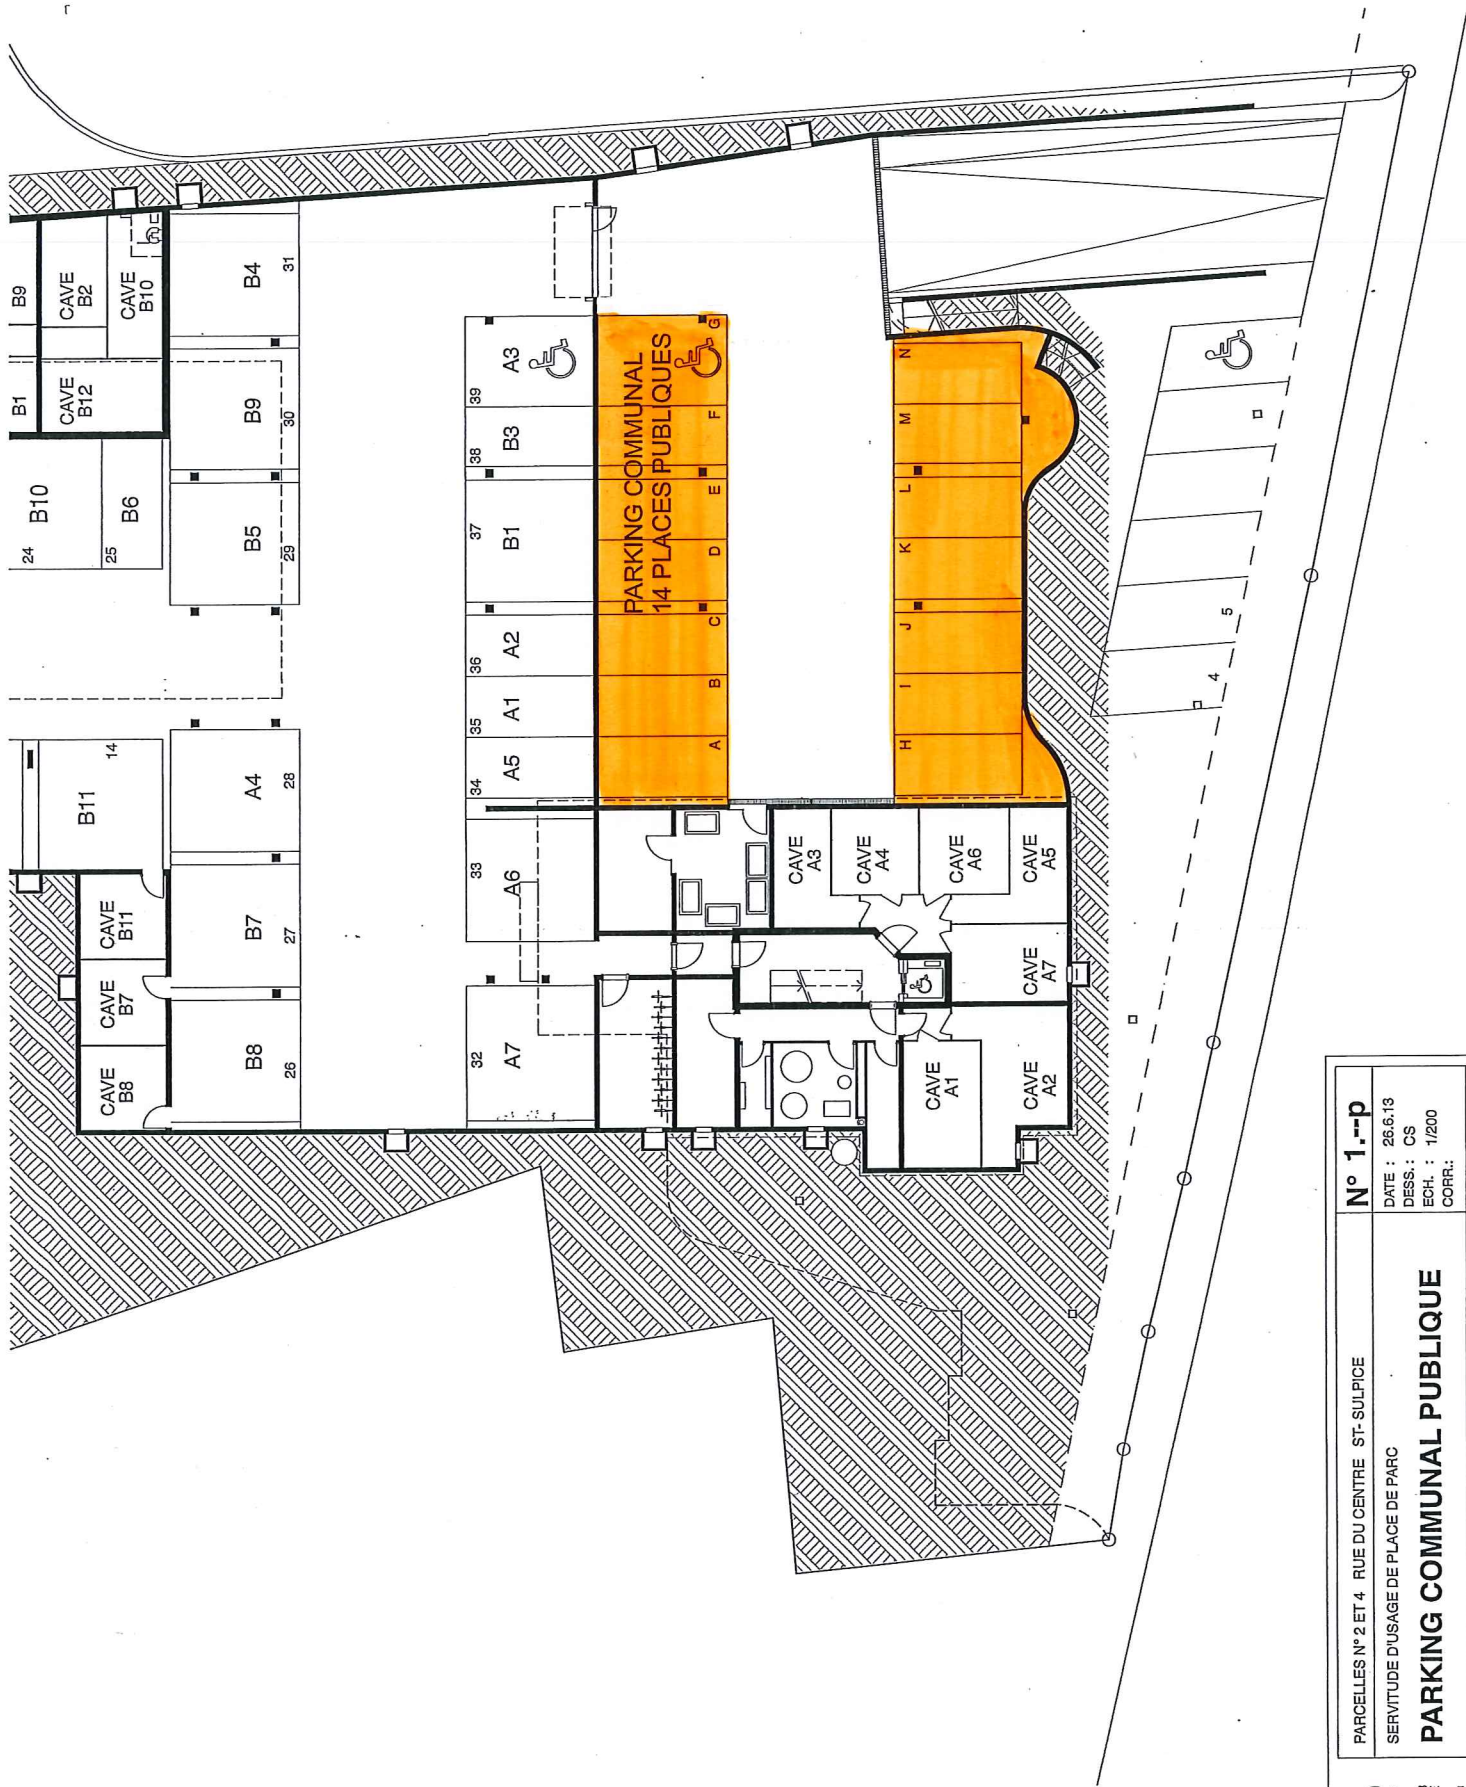 B9
CAVE
B2
CAVE
B10
B1
CAVE
B12
B4
31
B9
30
B5
29
B10
24
B6
25
B11
14
A4
28
B7
27
B8
26
CAVE
B11
CAVE
B7
CAVE
B8
A3
39
B3
38
B1
37
A2
36
A1
35
A5
34
A6
33
A7
32
PARKING COMMUNAL
14 PLACES PUBLIQUES
G
F
E
D
C
B
A
N
M
L
K
J
I
H
CAVE
A3
CAVE
A4
CAVE
A6
CAVE
A5
CAVE
A7
CAVE
A1
CAVE
A2
5
4
PARCELLES N° 2 ET 4 RUE DU CENTRE ST-SULPICE
SERVITUDE D'USAGE DE PLACE DE PARC
PARKING COMMUNAL PUBLIQUE
N° 1.--p
DATE : 26.6.13
DESS. : CS
ECH. : 1/200
CORR.: